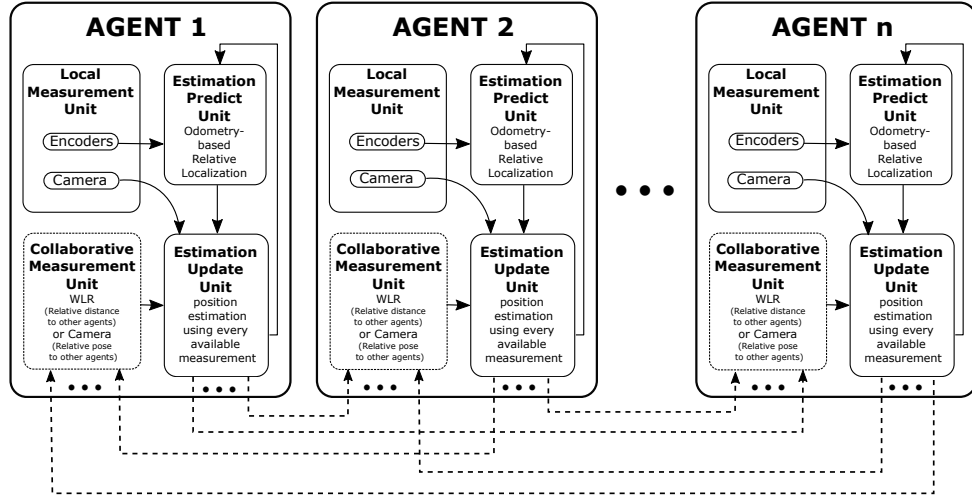 AGENT 1
Local
Measurement
Unit
Encoders
Camera
Estimation
Predict
Unit
Odometry-
based
Relative
Localization
Collaborative
Measurement
Unit
WLR
(Relative distance
to other agents)
or Camera
(Relative pose
to other agents)
Estimation
Update
Unit
position
estimation
using every
available
measurement
AGENT 2
Local
Measurement
Unit
Encoders
Camera
Estimation
Predict
Unit
Odometry-
based
Relative
Localization
Collaborative
Measurement
Unit
WLR
(Relative distance
to other agents)
or Camera
(Relative pose
to other agents)
Estimation
Update
Unit
position
estimation
using every
available
measurement
AGENT n
Local
Measurement
Unit
Encoders
Camera
Estimation
Predict
Unit
Odometry-
based
Relative
Localization
Collaborative
Measurement
Unit
WLR
(Relative distance
to other agents)
or Camera
(Relative pose
to other agents)
Estimation
Update
Unit
position
estimation
using every
available
measurement